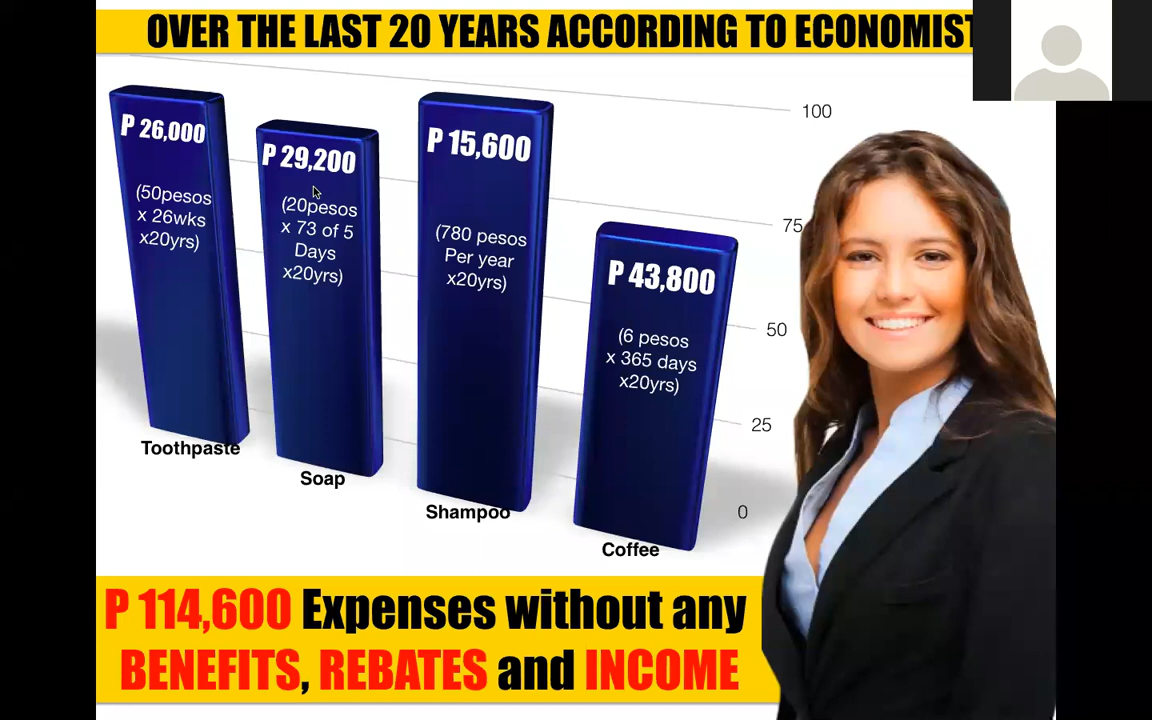 OVER THE LAST 20 YEARS ACCORDING TO ECONOMIST
100
75
50
25
0
P 26,000
(50pesos
x 26wks
x20yrs)
Toothpaste
P 29,200
(20pesos
x 73 of 5
Days
x20yrs)
Soap
P 15,600
(780 pesos
Per year
x20yrs)
Shampoo
P 43,800
(6 pesos
x 365 days
x20yrs)
Coffee
P 114,600 Expenses without any
BENEFITS, REBATES and INCOME